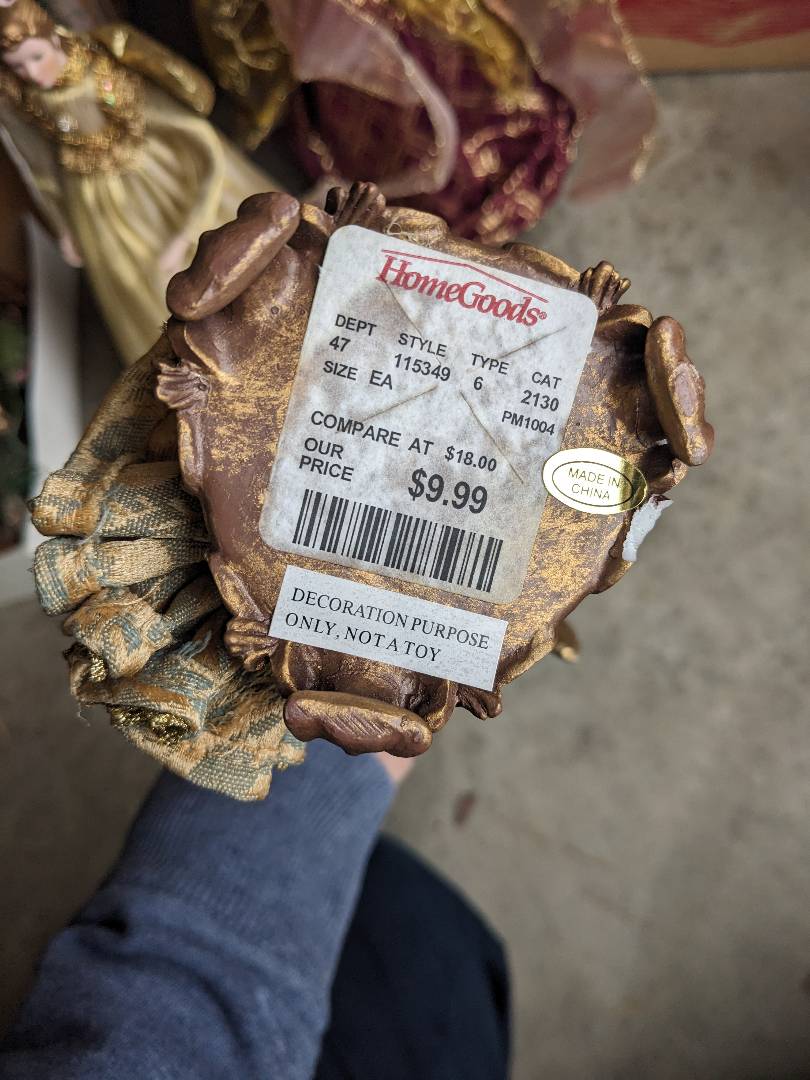 HomeGoods®
DEPT STYLE TYPE CAT
47 115349 6 2130
SIZE EA PM1004
COMPARE AT $18.00
OUR
PRICE $9.99
MADE IN
CHINA
DECORATION PURPOSE
ONLY, NOT A TOY